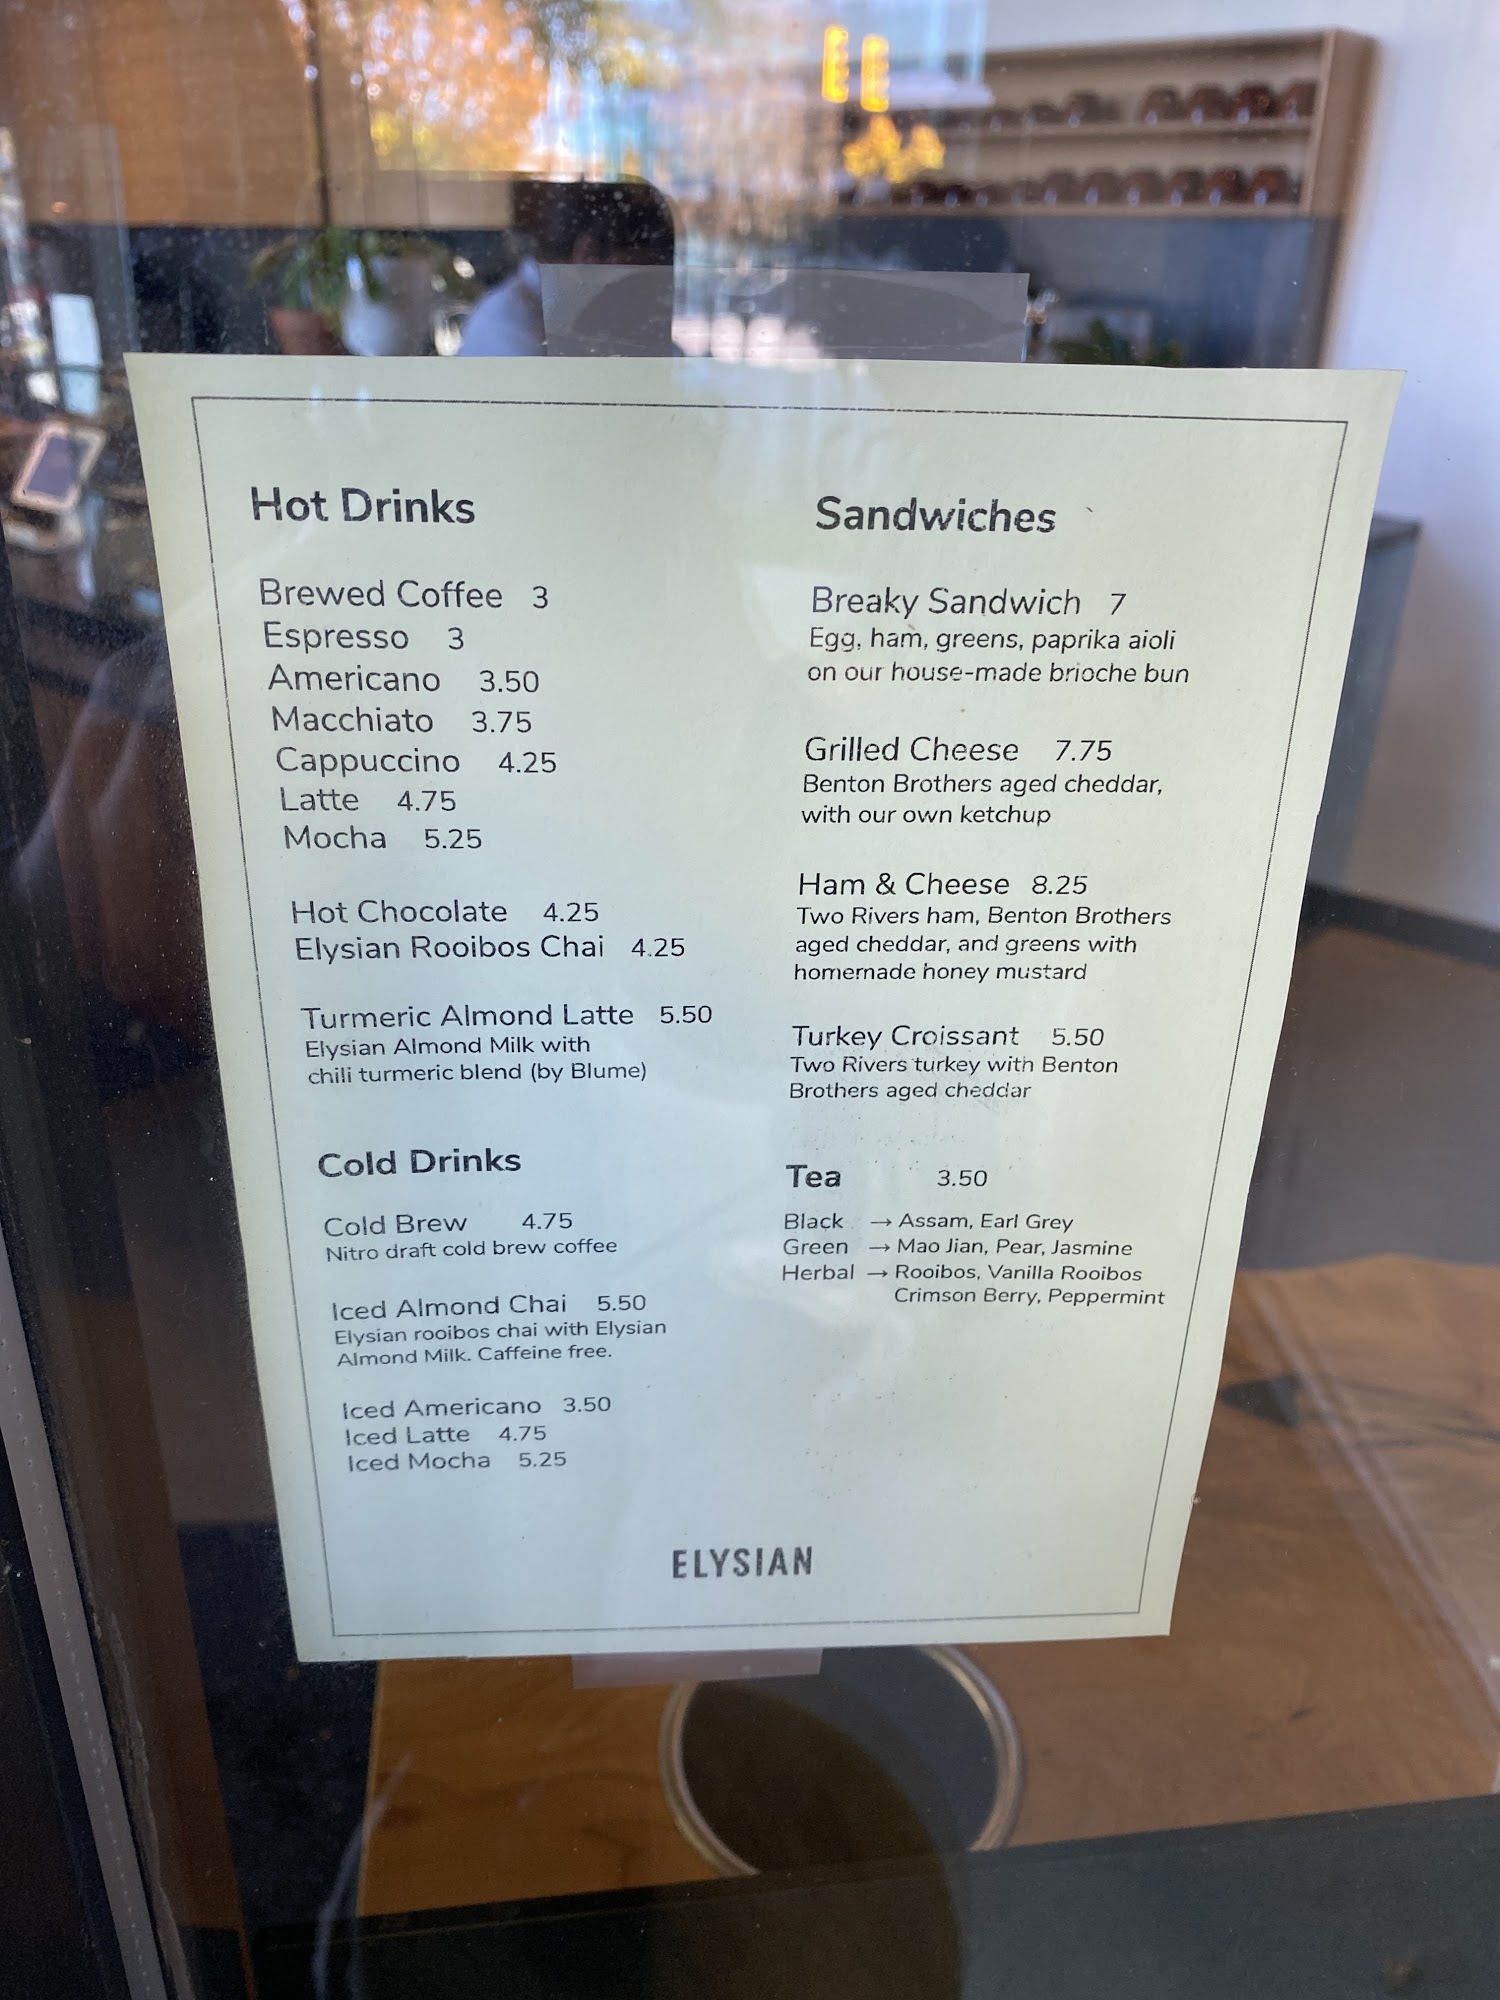 Hot Drinks
Brewed Coffee 3
Espresso 3
Americano 3.50
Macchiato 3.75
Cappuccino 4.25
Latte 4.75
Mocha 5.25
Hot Chocolate 4.25
Elysian Rooibos Chai 4.25
Turmeric Almond Latte 5.50
Elysian Almond Milk with
chili turmeric blend (by Blume)
Cold Drinks
Cold Brew 4.75
Nitro draft cold brew coffee
Iced Almond Chai 5.50
Elysian rooibos chai with Elysian
Almond Milk. Caffeine free.
Iced Americano 3.50
Iced Latte 4.75
Iced Mocha 5.25
Sandwiches
Breaky Sandwich 7
Egg, ham, greens, paprika aioli
on our house-made brioche bun
Grilled Cheese 7.75
Benton Brothers aged cheddar,
with our own ketchup
Ham & Cheese 8.25
Two Rivers ham, Benton Brothers
aged cheddar, and greens with
homemade honey mustard
Turkey Croissant 5.50
Two Rivers turkey with Benton
Brothers aged cheddar
Tea 3.50
Black → Assam, Earl Grey
Green → Mao Jian, Pear, Jasmine
Herbal → Rooibos, Vanilla Rooibos
Crimson Berry, Peppermint
ELYSIAN